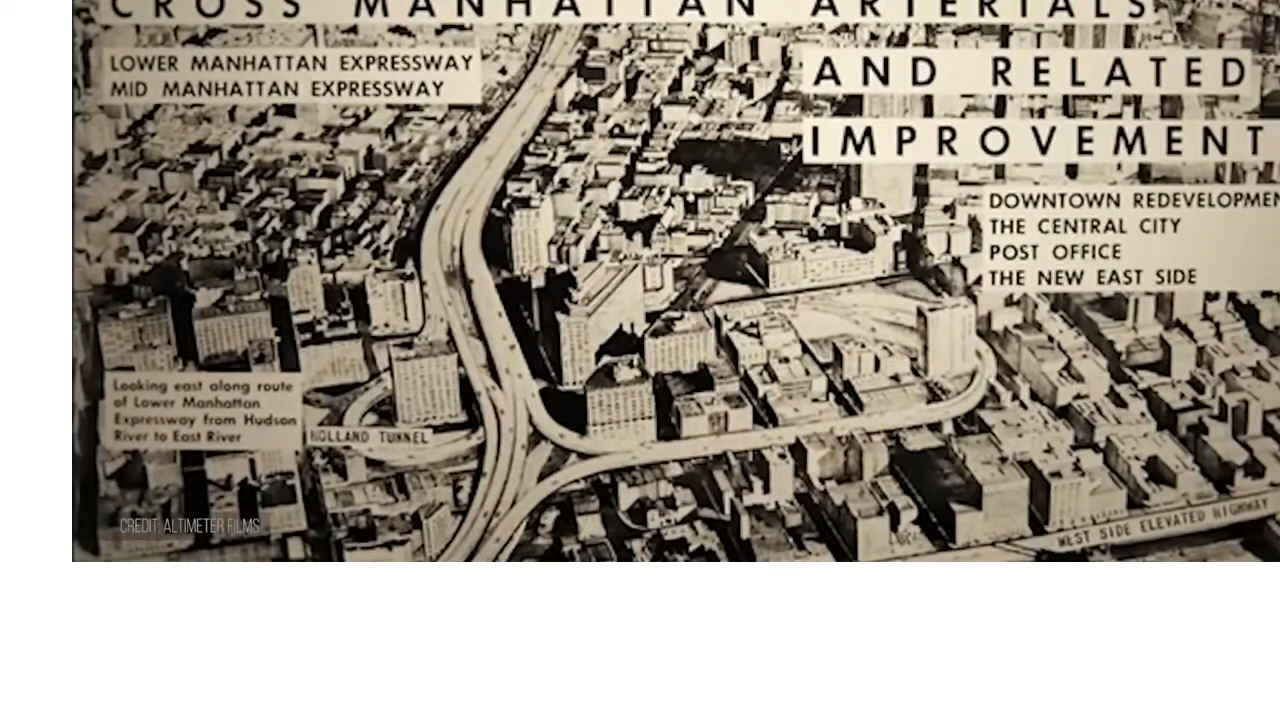 CROSS MANHATTAN ARTERIALS
AND RELATED
IMPROVEMENT
LOWER MANHATTAN EXPRESSWAY
MID MANHATTAN EXPRESSWAY
DOWNTOWN REDEVELOPMEN
THE CENTRAL CITY
POST OFFICE
THE NEW EAST SIDE
Looking east along route
of Lower Manhattan
Expressway from Hudson
River to East River
HOLLAND TUNNEL
WEST SIDE ELEVATED HIGHWAY
CREDIT: ALTIMETER FILMS